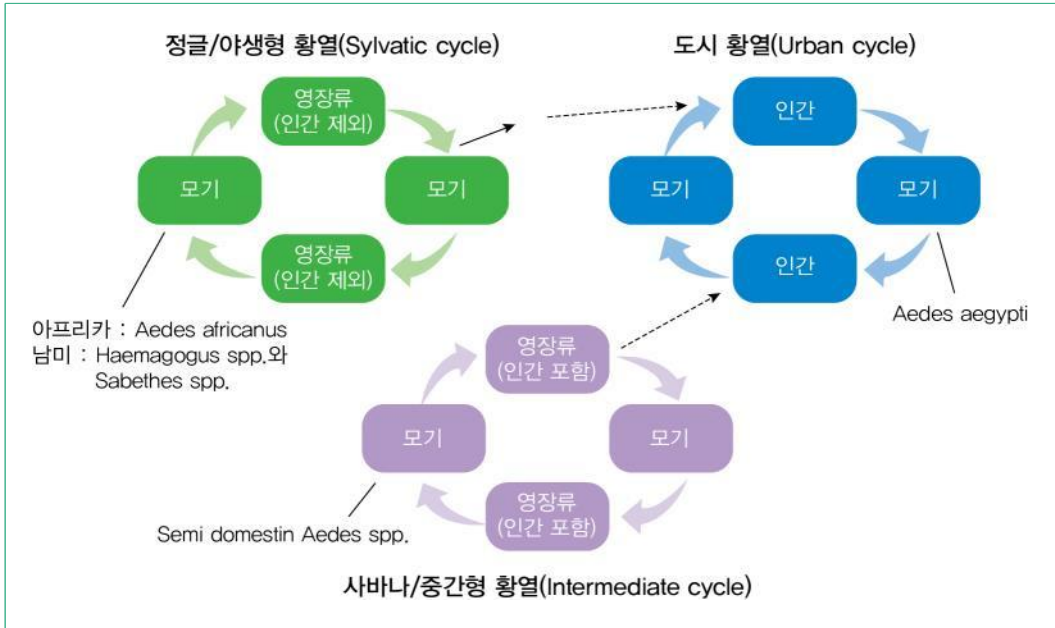 정글/야생형 황열(Sylvatic cycle)
영장류
(인간 제외)
모기
모기
영장류
(인간 제외)
아프리카 : Aedes africanus
남미 : Haemagogus spp.와
Sabethes spp.
도시 황열(Urban cycle)
인간
모기
모기
인간
Aedes aegypti
영장류
(인간 포함)
모기
모기
영장류
(인간 포함)
Semi domestin Aedes spp.
사바나/중간형 황열(Intermediate cycle)